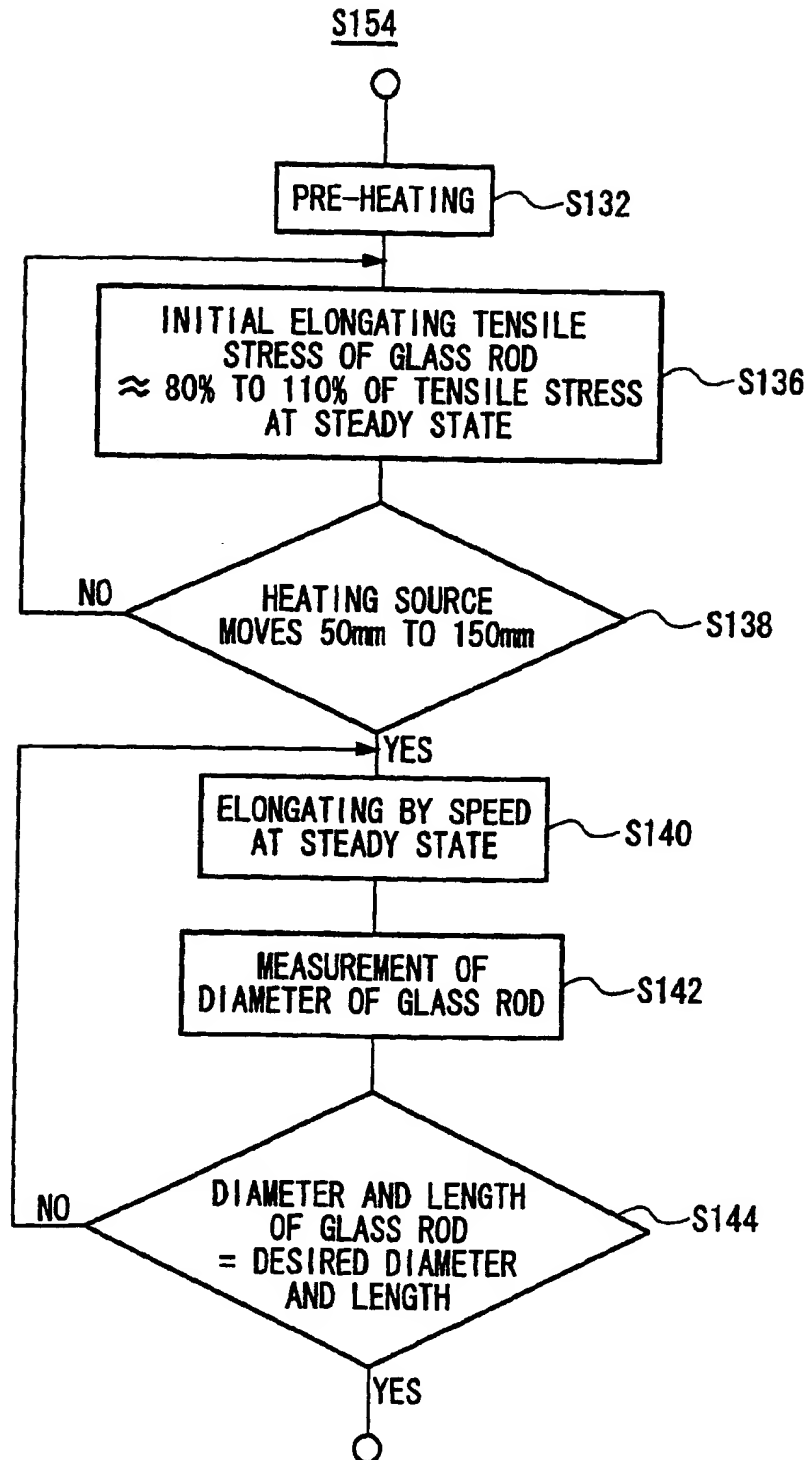 S154
PRE-HEATING
S132
INITIAL ELONGATING TENSILE
STRESS OF GLASS ROD
≈ 80% TO 110% OF TENSILE STRESS
AT STEADY STATE
S136
NO
HEATING SOURCE
MOVES 50mm TO 150mm
S138
YES
ELONGATING BY SPEED
AT STEADY STATE
S140
MEASUREMENT OF
DIAMETER OF GLASS ROD
S142
NO
DIAMETER AND LENGTH
OF GLASS ROD
= DESIRED DIAMETER
AND LENGTH
S144
YES